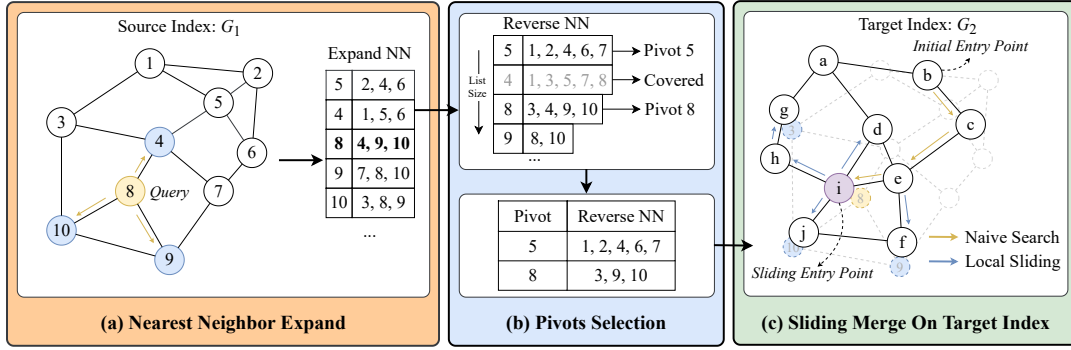 Source Index: G1
1
2
5
3
4
6
8
Query
7
10
9
Expand NN
5 2, 4, 6
4 1, 5, 6
8 4, 9, 10
9 7, 8, 10
10 3, 8, 9
...
(a) Nearest Neighbor Expand
Reverse NN
List
Size
5 1, 2, 4, 6, 7 Pivot 5
4 1, 3, 5, 7, 8 Covered
8 3, 4, 9, 10 Pivot 8
9 8, 10
...
Pivot Reverse NN
5 1, 2, 4, 6, 7
8 3, 9, 10
(b) Pivots Selection
Target Index: G2
Initial Entry Point
a
b
g
3
d
c
h
i
e
8
j
f
10
9
Sliding Entry Point
Naive Search
Local Sliding
(c) Sliding Merge On Target Index